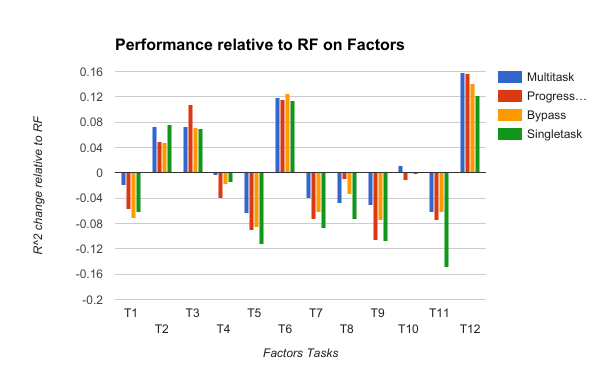 Performance relative to RF on Factors
0.16
0.12
0.08
0.04
0
-0.04
-0.08
-0.12
-0.16
-0.2
R^2 change relative to RF
T1
T2
T3
T4
T5
T6
T7
T8
T9
T10
T11
T12
Factors Tasks
Multitask
Progress...
Bypass
Singletask